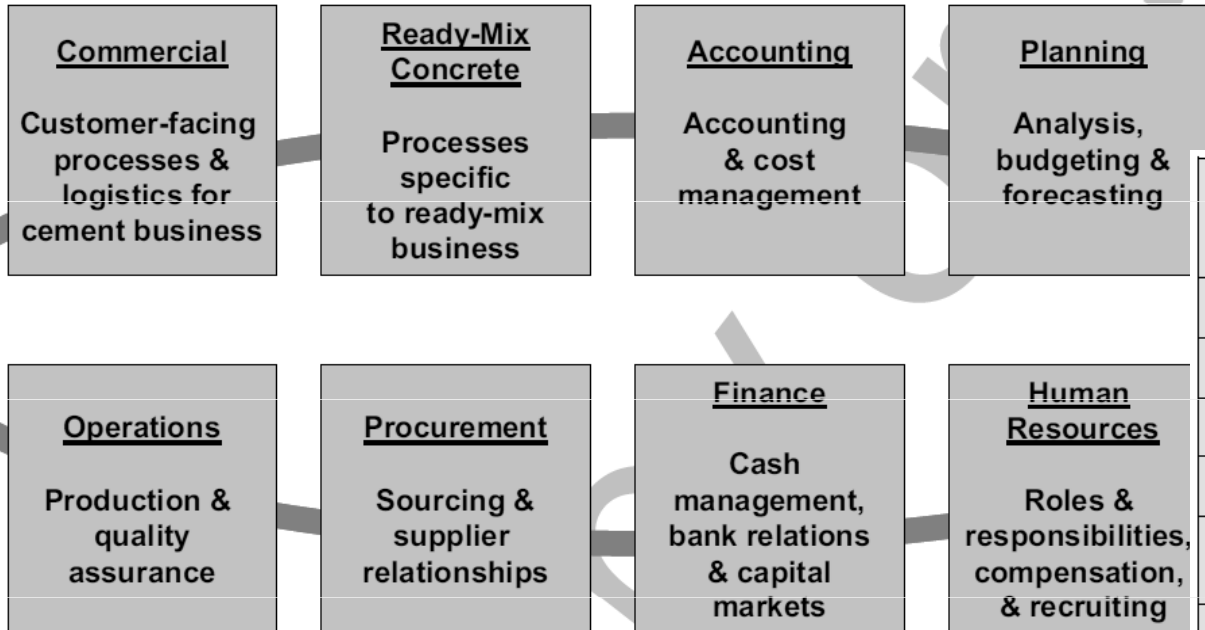 Commercial
Customer-facing
processes &
logistics for
cement business
Ready-Mix
Concrete
Processes
specific
to ready-mix
business
Accounting
Accounting
& cost
management
Planning
Analysis,
budgeting &
forecasting
Operations
Production &
quality
assurance
Procurement
Sourcing &
supplier
relationships
Finance
Cash
management,
bank relations
& capital
markets
Human
Resources
Roles &
responsibilities,
compensation,
& recruiting